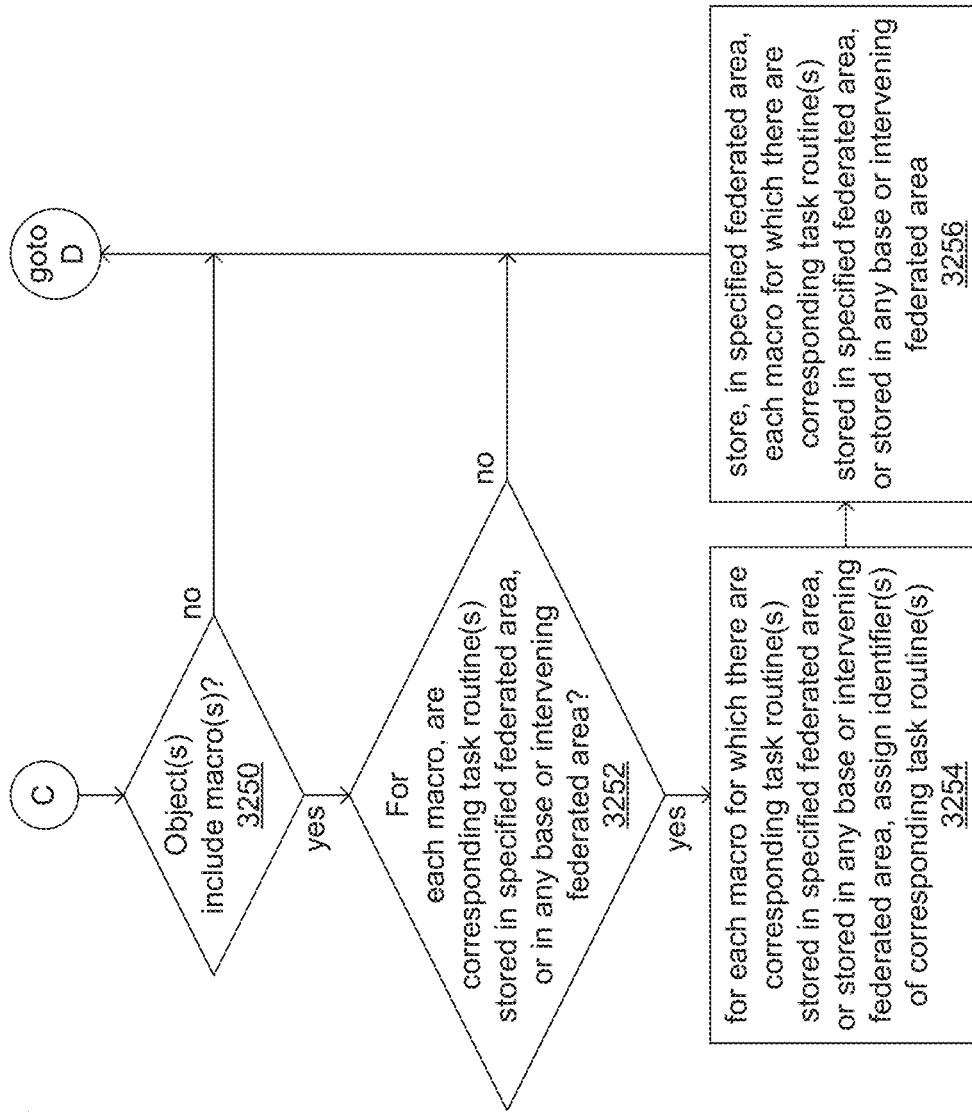 C
goto
D
Object(s)
include macro(s)?
3250
no
yes
For
each macro, are
corresponding task routine(s)
stored in specified federated area,
or in any base or intervening
federated area?
3252
no
yes
for each macro for which there are
corresponding task routine(s)
stored in specified federated area,
or stored in any base or intervening
federated area, assign identifier(s)
of corresponding task routine(s)
3254
store, in specified federated area,
each macro for which there are
corresponding task routine(s)
stored in specified federated area,
or stored in any base or intervening
federated area
3256